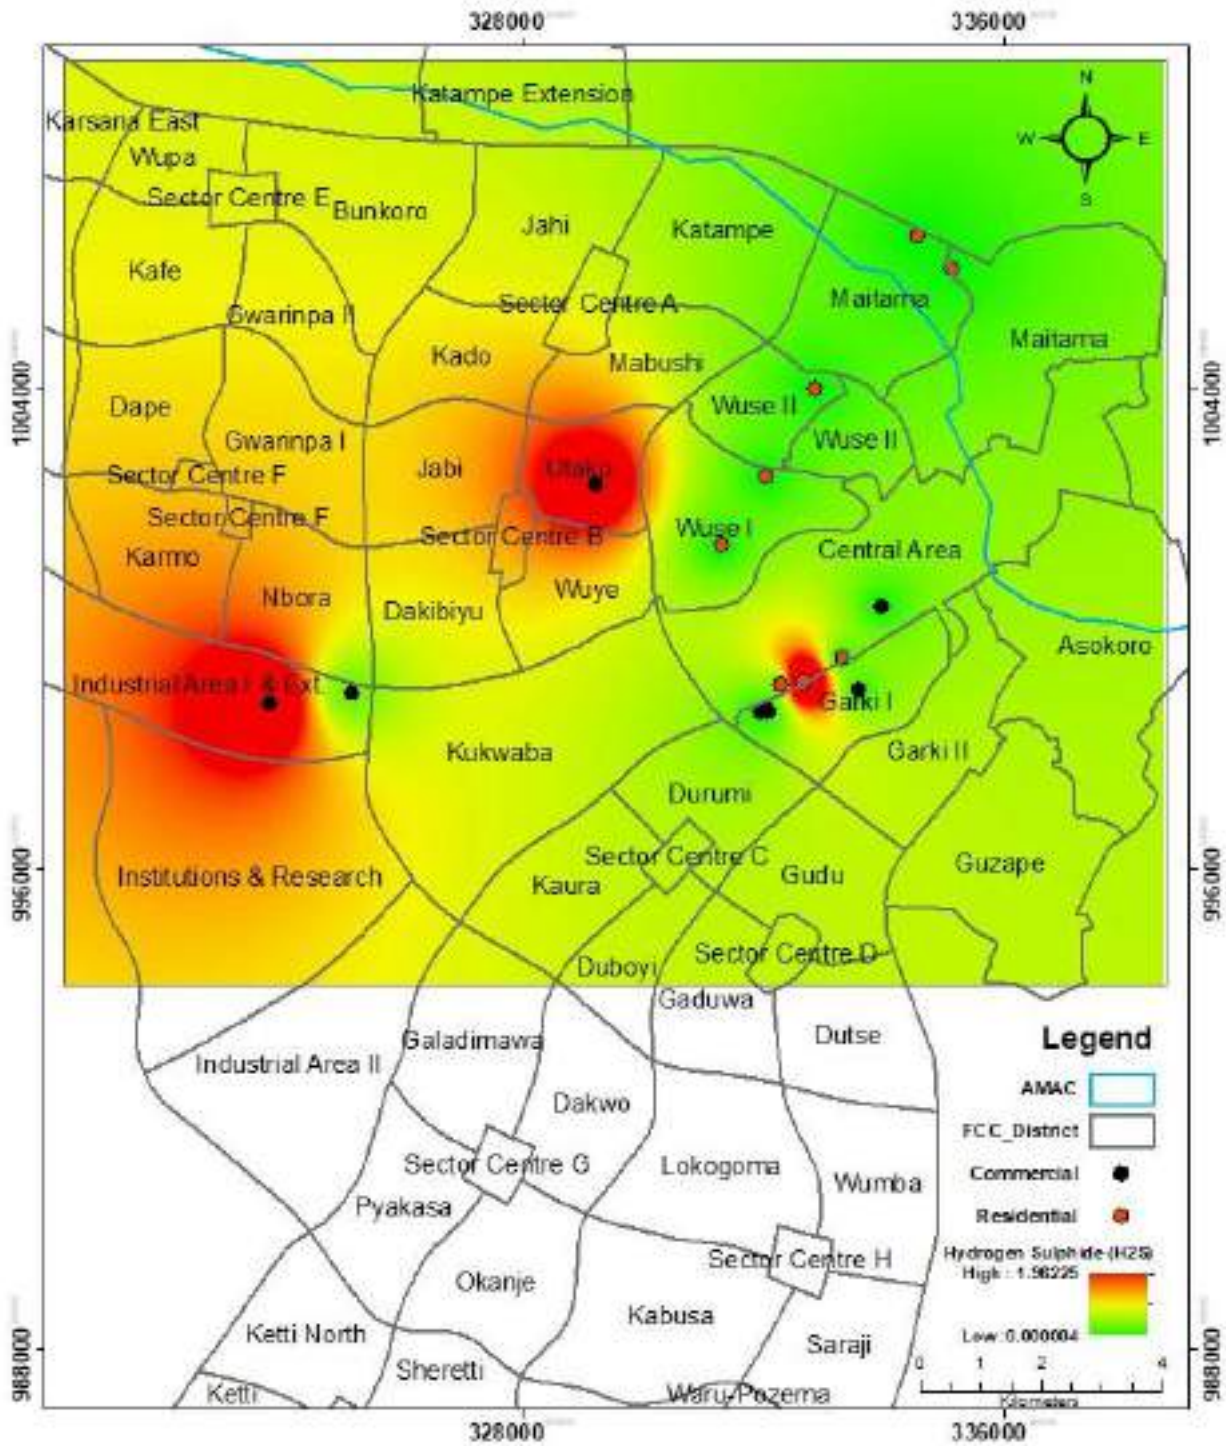 328000 336000
N
Katampe Extension
Karsana East
W E
Wupa
Sector Centre E
S
Bunkoro
Jahi
Katampe
Kafe
Maitama
Sector Centre A
Gwarinpa II
Maitama
Kado
Mabushi
1004000 1004000
Dape
Wuse II
Gwarinpa I
Wuse II
Jabi
Utako
Sector Centre F
Sector Centre F
Wuse I
Sector Centre B
Central Area
Karmo
Wuye
Nbora
Dakibiyu
Asokoro
Industrial Area I & Ext.
Garki I
Kukwaba
Garki II
Durumi
Sector Centre C
Guzape
996000 996000
Institutions & Research
Gudu
Kaura
Sector Centre D
Duboyi
Gaduwa
Dutse
Legend
Galadimawa
Industrial Area II
AMAC
Dakwo
FCC_District
Sector Centre G
Lokogoma
Commercial
Wumba
Pyakasa
Residential
Hydrogen Sulphide (H2S)
Sector Centre H
High : 1.96225
Okanje
Kabusa
Low :0.000004
Ketti North
Saraji
988000 988000
0 1 2 4
Sheretti
Ketti
Waru-Pozema
Kilometers
328000 336000